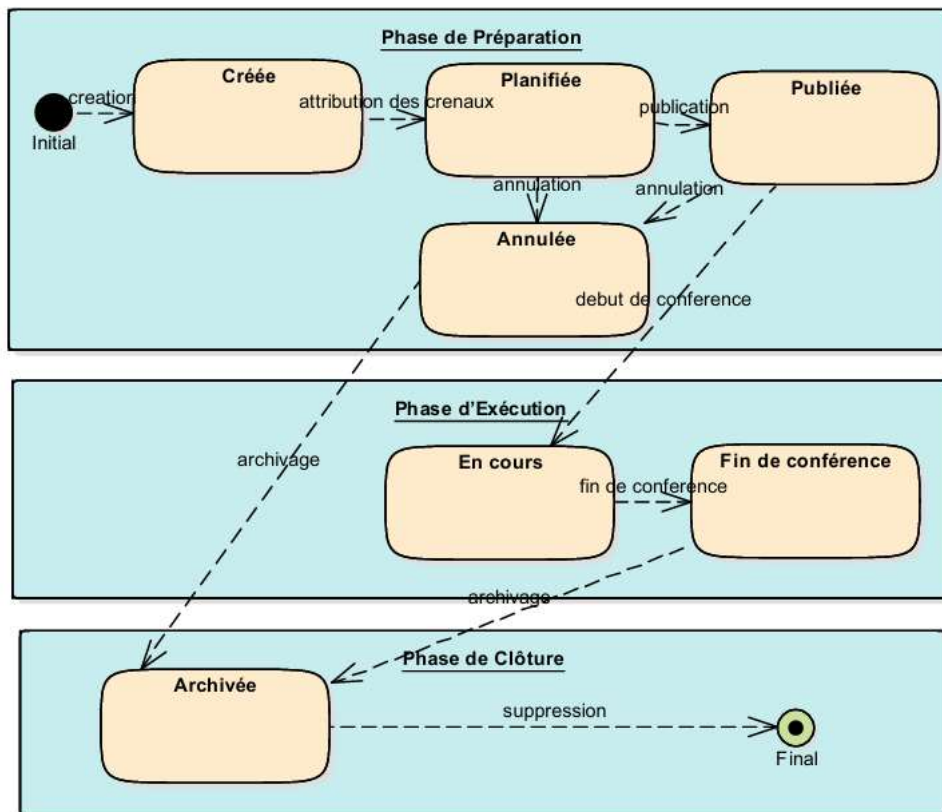 Phase de Préparation
Créée
Planifiée
Publiée
creation
attribution des crenaux
publication
Initial
annulation
annulation
Annulée
debut de conference
Phase d'Exécution
archivage
En cours
Fin de conférence
fin de conference
archivage
Phase de Clôture
Archivée
suppression
Final